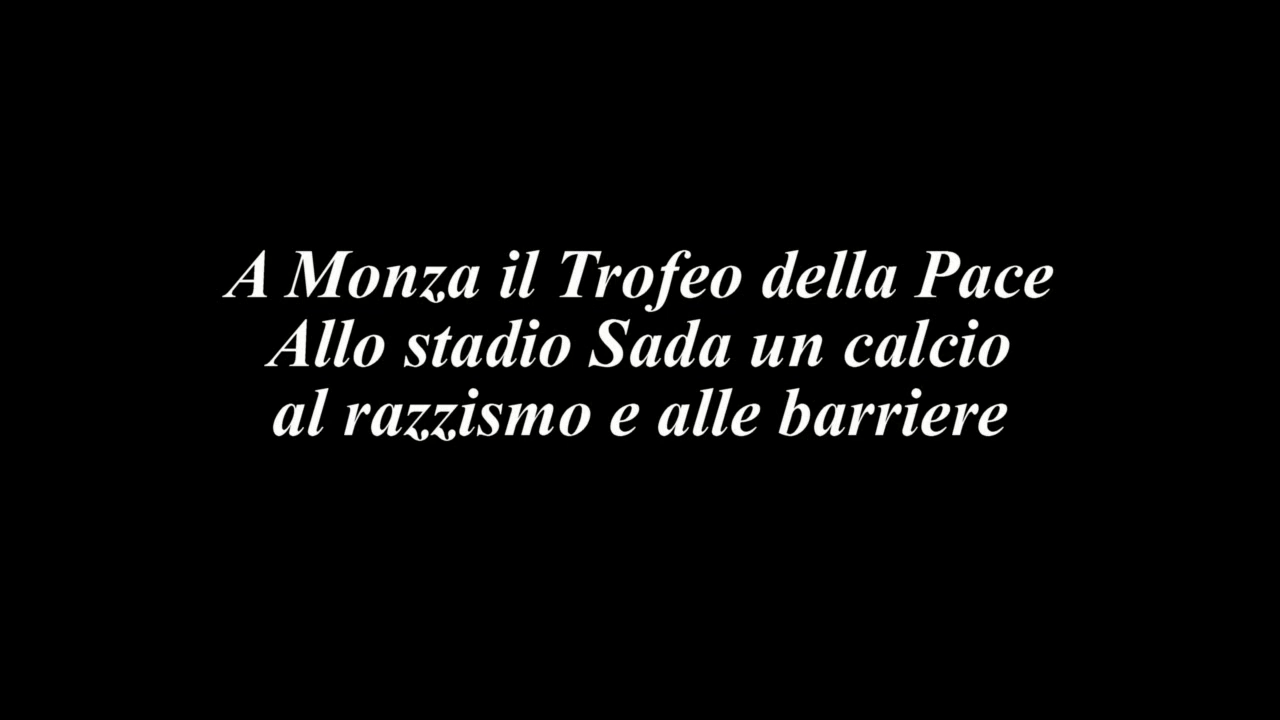 A Monza il Trofeo della Pace
Allo stadio Sada un calcio
al razzismo e alle barriere